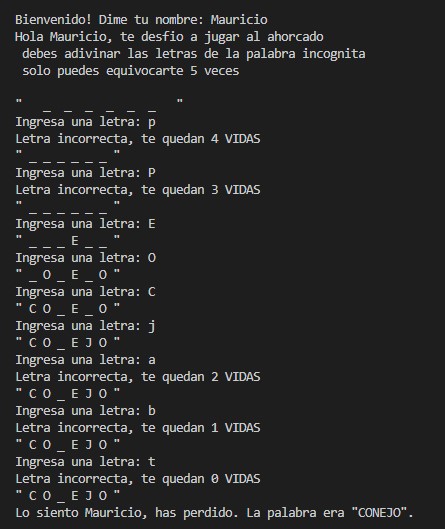 Bienvenido! Dime tu nombre: Mauricio
Hola Mauricio, te desfio a jugar al ahorcado
 debes adivinar las letras de la palabra incognita
 solo puedes equivocarte 5 veces

"   _  _  _  _  _  _   "
Ingresa una letra: p
Letra incorrecta, te quedan 4 VIDAS
" _ _ _ _ _ _ "
Ingresa una letra: P
Letra incorrecta, te quedan 3 VIDAS
" _ _ _ _ _ _ "
Ingresa una letra: E
" _ _ _ E _ _ "
Ingresa una letra: O
" _ O _ E _ O "
Ingresa una letra: C
" C O _ E _ O "
Ingresa una letra: j
" C O _ E J O "
Ingresa una letra: a
Letra incorrecta, te quedan 2 VIDAS
" C O _ E J O "
Ingresa una letra: b
Letra incorrecta, te quedan 1 VIDAS
" C O _ E J O "
Ingresa una letra: t
Letra incorrecta, te quedan 0 VIDAS
" C O _ E J O "
Lo siento Mauricio, has perdido. La palabra era "CONEJO".